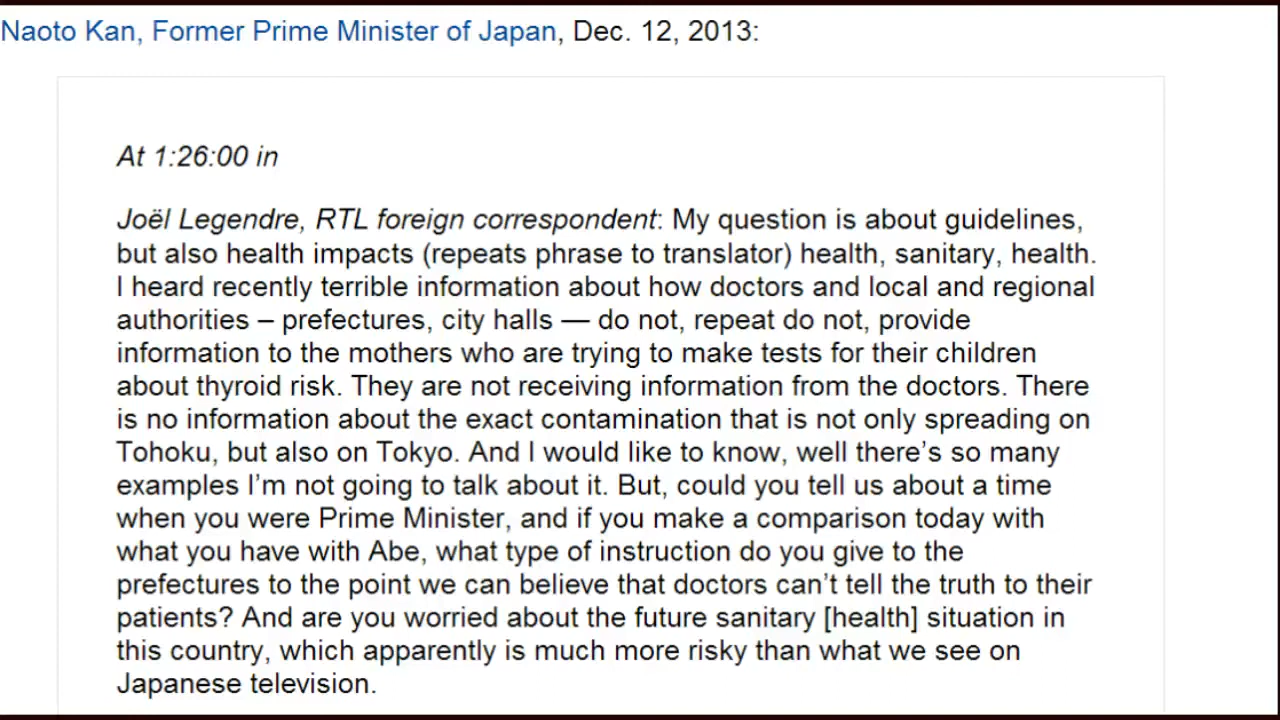 Naoto Kan, Former Prime Minister of Japan, Dec. 12, 2013:
At 1:26:00 in
Joël Legendre, RTL foreign correspondent: My question is about guidelines,
but also health impacts (repeats phrase to translator) health, sanitary, health.
I heard recently terrible information about how doctors and local and regional
authorities – prefectures, city halls — do not, repeat do not, provide
information to the mothers who are trying to make tests for their children
about thyroid risk. They are not receiving information from the doctors. There
is no information about the exact contamination that is not only spreading on
Tohoku, but also on Tokyo. And I would like to know, well there’s so many
examples I’m not going to talk about it. But, could you tell us about a time
when you were Prime Minister, and if you make a comparison today with
what you have with Abe, what type of instruction do you give to the
prefectures to the point we can believe that doctors can’t tell the truth to their
patients? And are you worried about the future sanitary [health] situation in
this country, which apparently is much more risky than what we see on
Japanese television.